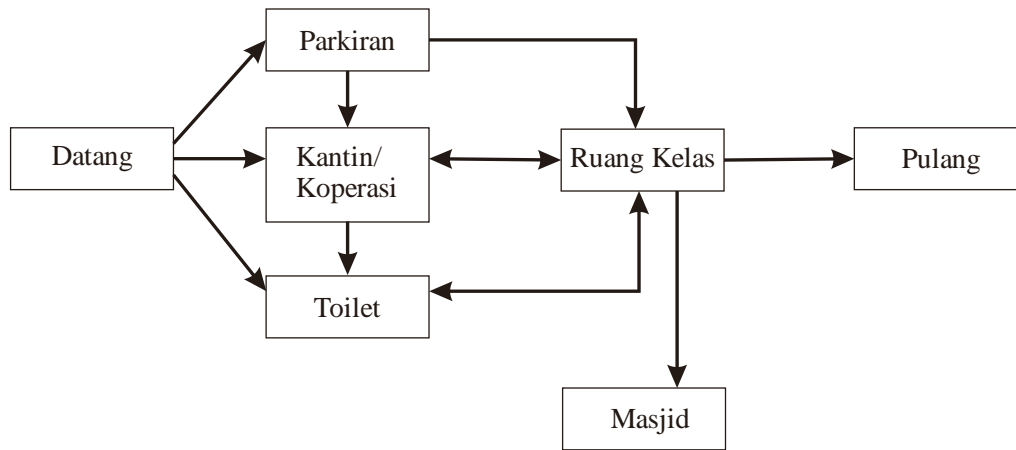 Parkiran
Datang
Kantin/
Koperasi
Ruang Kelas
Pulang
Toilet
Masjid